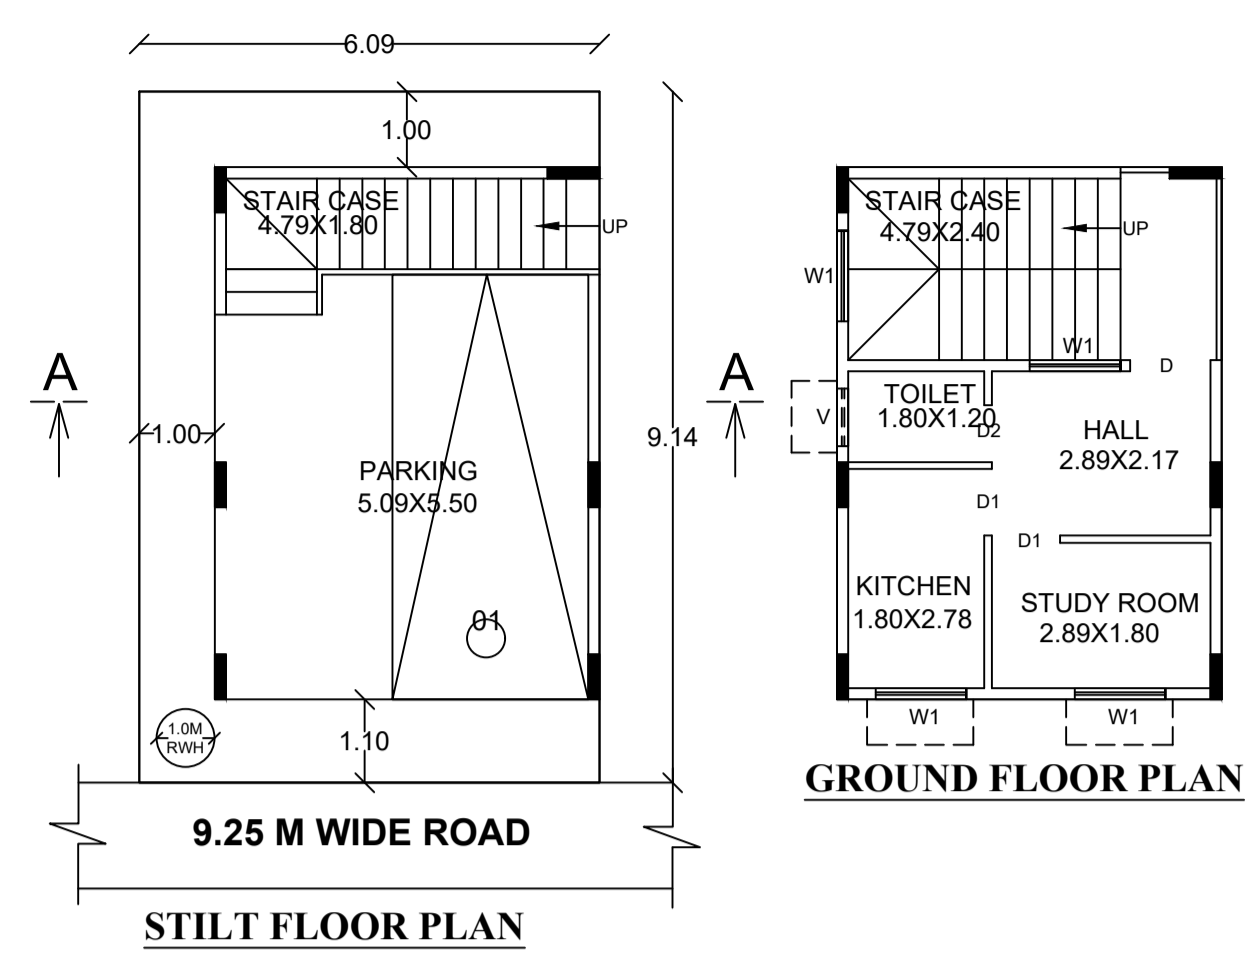 6.09
1.00
STAIR CASE
4.79X1.80
UP
A
1.00
9.14
PARKING
5.09X5.50
01
1.0M
RWH
1.10
9.25 M WIDE ROAD
STILT FLOOR PLAN
STAIR CASE
4.79X2.40
UP
W1
W1
D
A
TOILET
1.80X1.20
V
D2
HALL
2.89X2.17
D1
D1
KITCHEN
1.80X2.78
STUDY ROOM
2.89X1.80
W1
W1
GROUND FLOOR PLAN